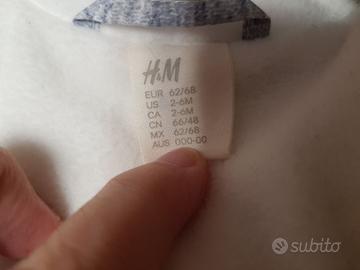 H&M
EUR 62/68
US 2-6M
CA 2-6M
CN 66/48
MX 62/68
AUS 000-00
subito